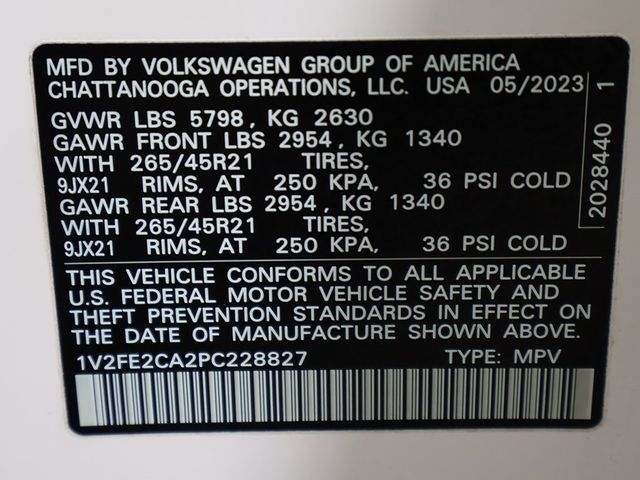 MFD BY VOLKSWAGEN GROUP OF AMERICA
CHATTANOOGA OPERATIONS, LLC. USA 05/2023
GVWR LBS 5798, KG 2630
GAWR FRONT LBS 2954, KG 1340
WITH 265/45R21 TIRES,
9JX21 RIMS, AT 250 KPA, 36 PSI COLD
GAWR REAR LBS 2954, KG 1340
WITH 265/45R21 TIRES,
9JX21 RIMS, AT 250 KPA, 36 PSI COLD
THIS VEHICLE CONFORMS TO ALL APPLICABLE
U.S. FEDERAL MOTOR VEHICLE SAFETY AND
THEFT PREVENTION STANDARDS IN EFFECT ON
THE DATE OF MANUFACTURE SHOWN ABOVE.
1V2FE2CA2PC228827 TYPE: MPV
2028440 1